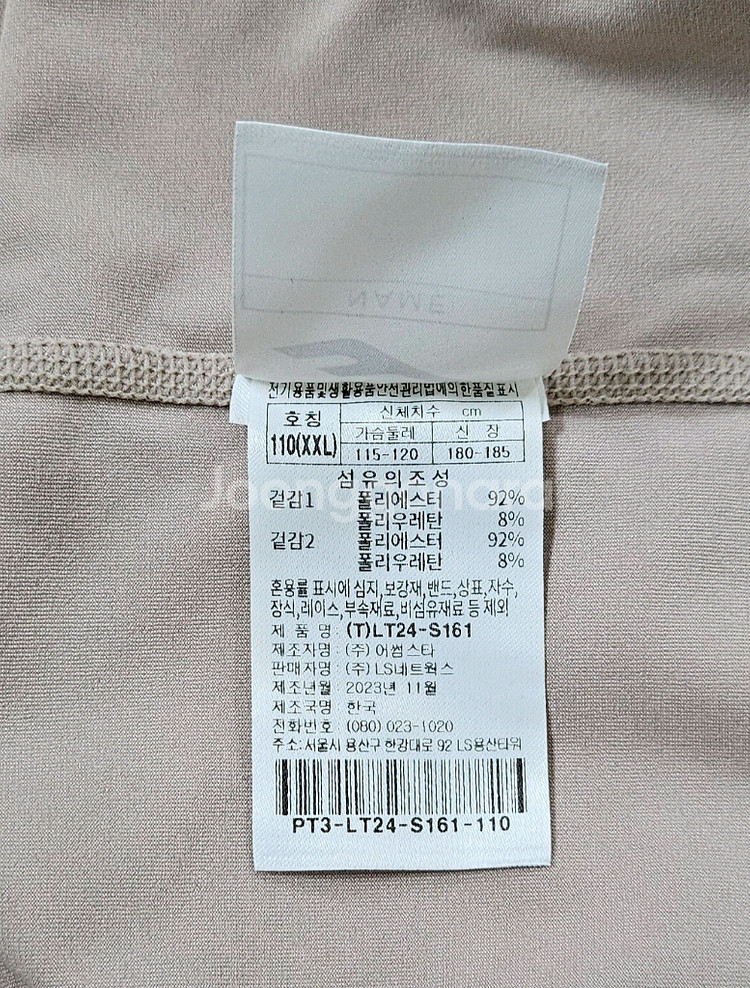 NAME
전기용품및생활용품안전관리법에의한품질표시
호칭 신체치수 cm
110(XXL) 가슴둘레 신 장
115-120 180-185
섬유의조성
겉감1 폴리에스터 92%
폴리우레탄 8%
겉감2 폴리에스터 92%
폴리우레탄 8%
혼용률 표시에 심지,보강재,밴드,상표,자수,
장식,레이스,부속재료,비섬유재료 등 제외
제 품 명 : (T)LT24-S161
제조자명 : (주) 어썸스타
판매자명 : (주) LS네트웍스
제조년월 : 2023년 11월
제조국명 : 한국
전화번호 : (080) 023-1020
주소:서울시 용산구 한강대로 92 LS용산타워
PT3-LT24-S161-110
Joongonara